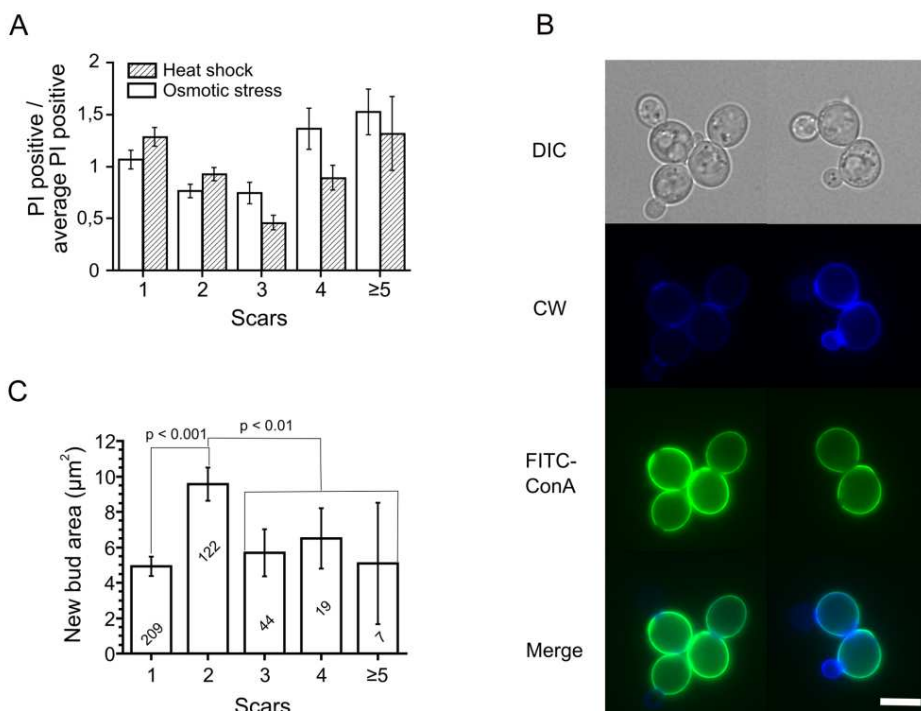 A
PI positive /
average PI positive
2
1,5
1
0,5
0
Heat shock
Osmotic stress
1 2 3 4 ≥5
Scars
B
DIC
CW
FITC-
ConA
Merge
C
New bud area (µm²)
12
10
8
6
4
2
0
p < 0.001
p < 0.01
209
122
44
19
7
1 2 3 4 ≥5
Scars